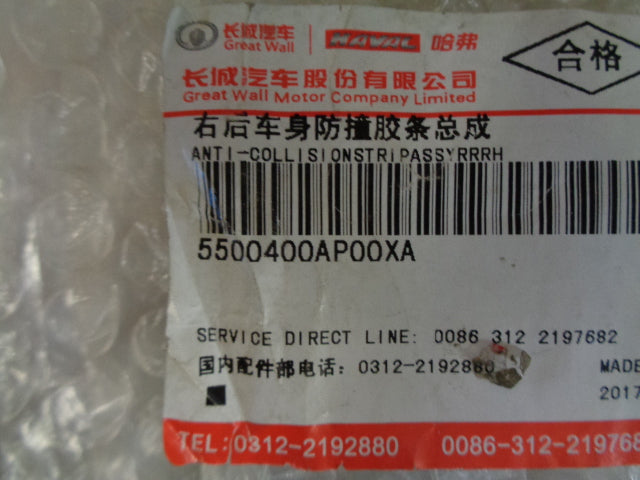 长城汽车 HAVAL 哈弗
Great Wall
合格
长城汽车股份有限公司
Great Wall Motor Company Limited
右后车身防撞胶条总成
ANTI-COLLISIONSTRIPASSYRRRH
5500400AP00XA
SERVICE DIRECT LINE: 0086 312 2197682
国内配件部电话: 0312-2192880
MADE
2017
TEL:0312-2192880 0086-312-219768